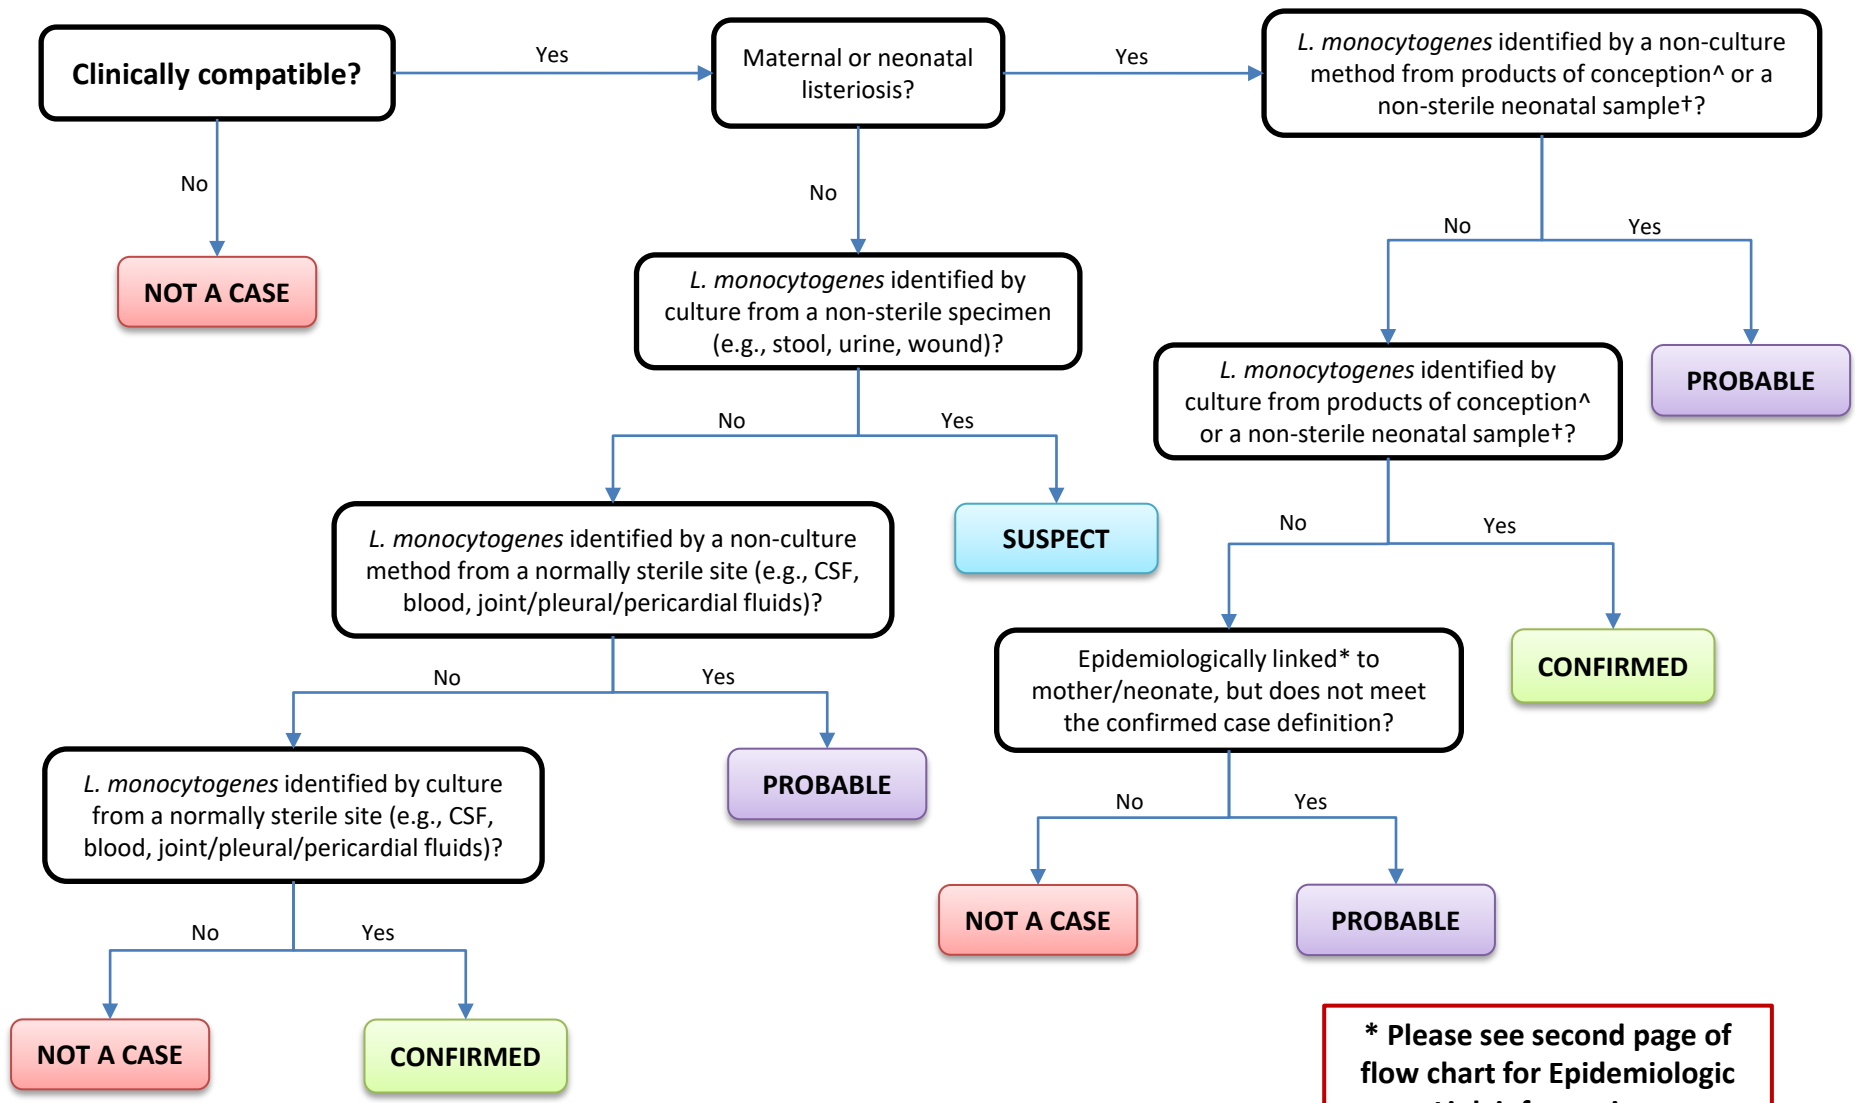 Clinically compatible?
Yes
Maternal or neonatal
listeriosis?
Yes
L. monocytogenes identified by a non-culture
method from products of conception^ or a
non-sterile neonatal sample†?
No
NOT A CASE
No
No
Yes
L. monocytogenes identified by
culture from a non-sterile specimen
(e.g., stool, urine, wound)?
L. monocytogenes identified by
culture from products of conception^
or a non-sterile neonatal sample†?
PROBABLE
No
Yes
L. monocytogenes identified by a non-culture
method from a normally sterile site (e.g., CSF,
blood, joint/pleural/pericardial fluids)?
SUSPECT
No
Yes
Epidemiologically linked* to
mother/neonate, but does not meet
the confirmed case definition?
CONFIRMED
No
Yes
L. monocytogenes identified by culture
from a normally sterile site (e.g., CSF,
blood, joint/pleural/pericardial fluids)?
PROBABLE
No
Yes
NOT A CASE
PROBABLE
No
Yes
NOT A CASE
CONFIRMED
* Please see second page of
flow chart for Epidemiologic